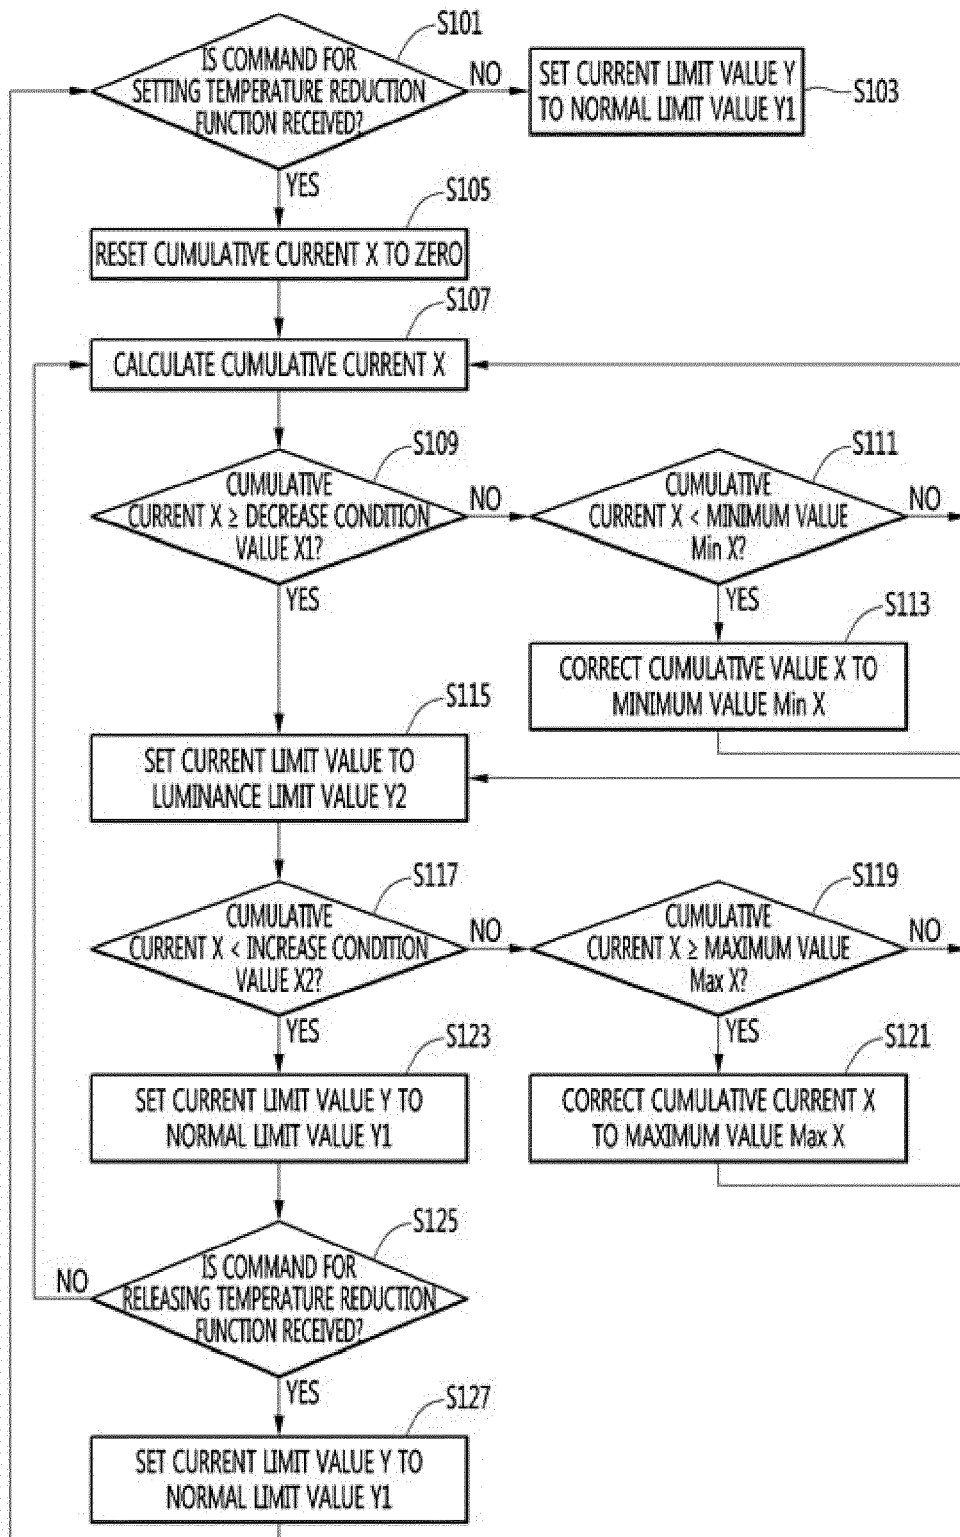 S101
IS COMMAND FOR
SETTING TEMPERATURE REDUCTION
FUNCTION RECEIVED?
NO
SET CURRENT LIMIT VALUE Y
TO NORMAL LIMIT VALUE Y1
S103
YES
S105
RESET CUMULATIVE CURRENT X TO ZERO
S107
CALCULATE CUMULATIVE CURRENT X
S109
CUMULATIVE
CURRENT X ≥ DECREASE CONDITION
VALUE X1?
NO
S111
CUMULATIVE
CURRENT X < MINIMUM VALUE
Min X?
NO
YES
YES
S113
CORRECT CUMULATIVE VALUE X TO
MINIMUM VALUE Min X
S115
SET CURRENT LIMIT VALUE TO
LUMINANCE LIMIT VALUE Y2
S117
CUMULATIVE
CURRENT X < INCREASE CONDITION
VALUE X2?
NO
S119
CUMULATIVE
CURRENT X ≥ MAXIMUM VALUE
Max X?
NO
YES
YES
S123
SET CURRENT LIMIT VALUE Y TO
NORMAL LIMIT VALUE Y1
S121
CORRECT CUMULATIVE CURRENT X
TO MAXIMUM VALUE Max X
S125
IS COMMAND FOR
RELEASING TEMPERATURE REDUCTION
FUNCTION RECEIVED?
NO
YES
S127
SET CURRENT LIMIT VALUE Y TO
NORMAL LIMIT VALUE Y1